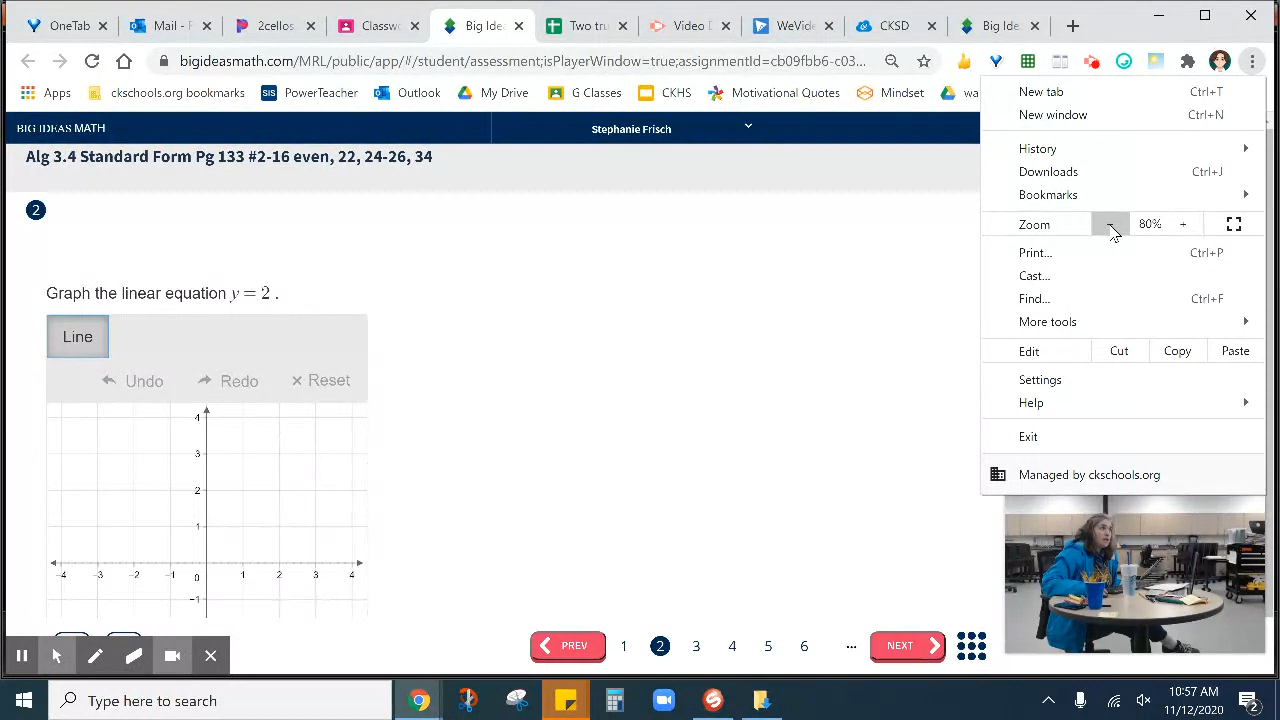 OneTab
Mail - F
2cellos
Classwo
Big Idea
Two tru
Video
WeVide
CKSD
Big Ide
bigideasmath.com/MRL/public/app/#/student/assessment;isPlayerWindow=true;assignmentId=cb09fbb6-c03...
Apps
ckschools.org bookmarks
SIS
PowerTeacher
Outlook
My Drive
G Classes
CKHS
Motivational Quotes
Mindset
wa
BIG IDEAS MATH
Stephanie Frisch
Alg 3.4 Standard Form Pg 133 #2-16 even, 22, 24-26, 34
2
Graph the linear equation y = 2 .
Line
Undo
Redo
Reset
4
3
2
1
−4 −3 −2 −1 0 1 2 3 4
−1
PREV
1 2 3 4 5 6 ...
NEXT
New tab Ctrl+T
New window Ctrl+N
History
Downloads Ctrl+J
Bookmarks
Zoom − 80% +
Print... Ctrl+P
Cast...
Find... Ctrl+F
More tools
Edit Cut Copy Paste
Settings
Help
Exit
Managed by ckschools.org
Type here to search
10:57 AM
11/12/2020
2